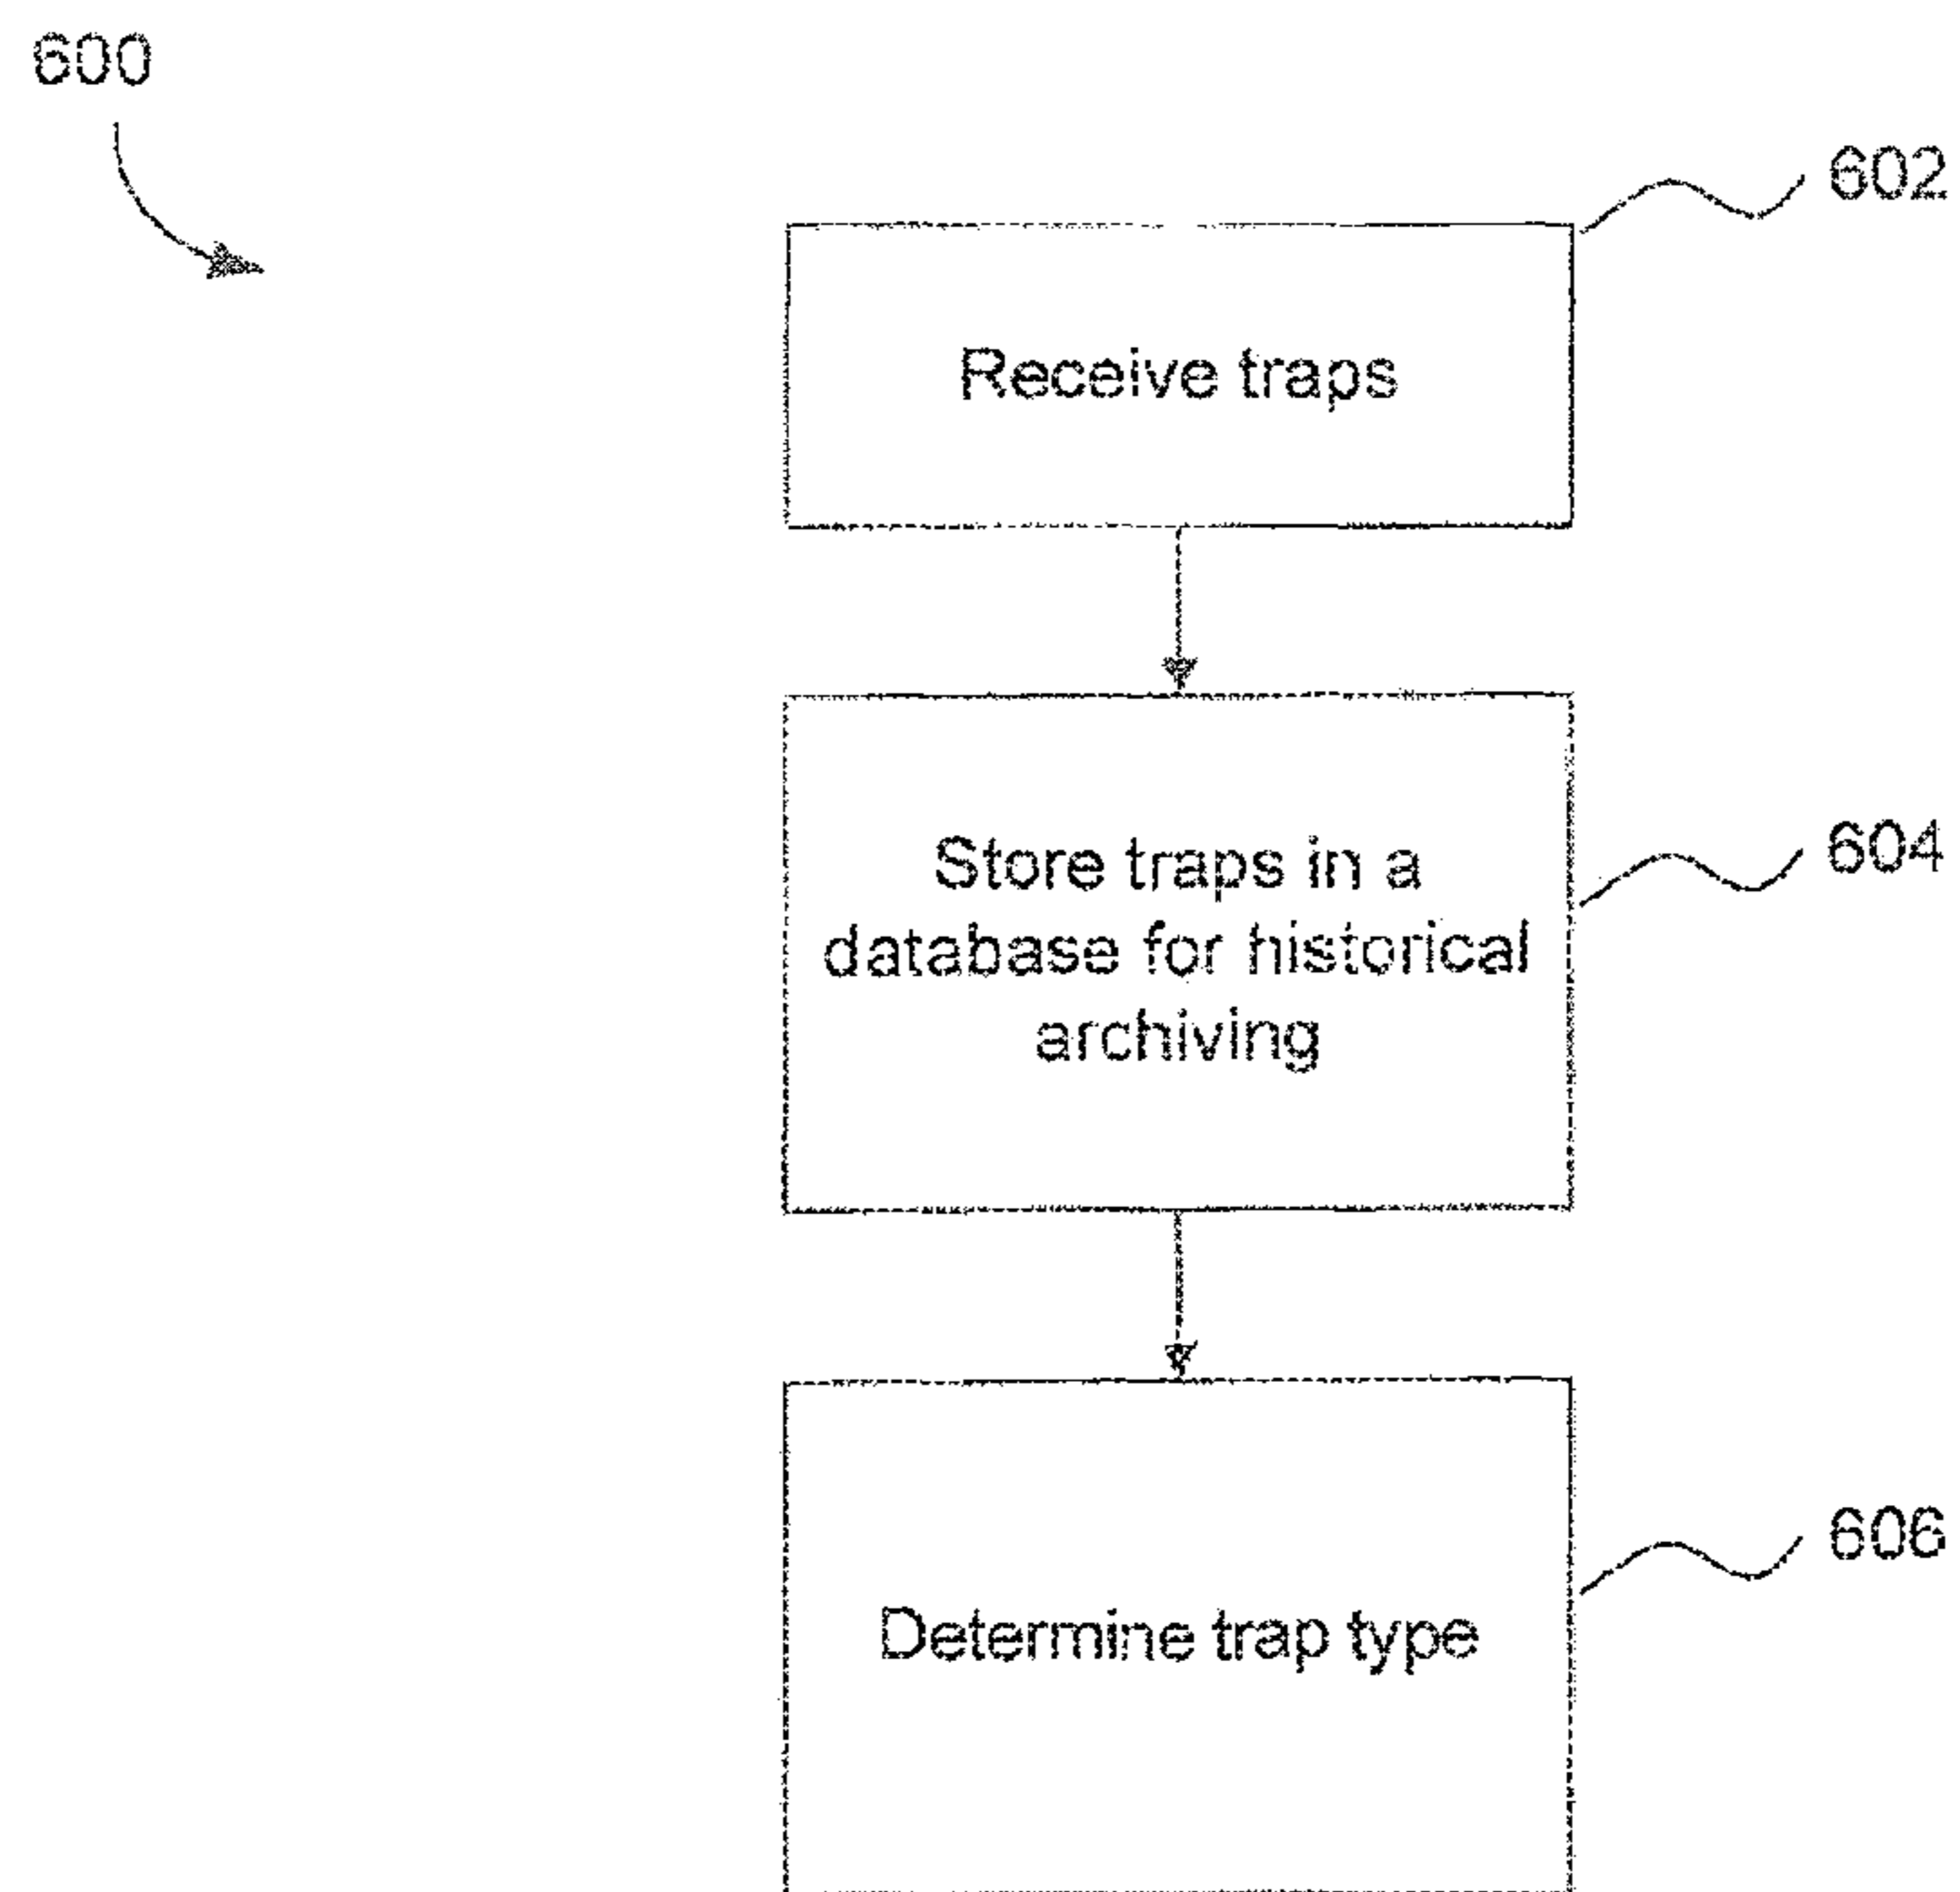 600
602
Receive traps
Store traps in a
604
database for historical
archiving
606
Determine trap type